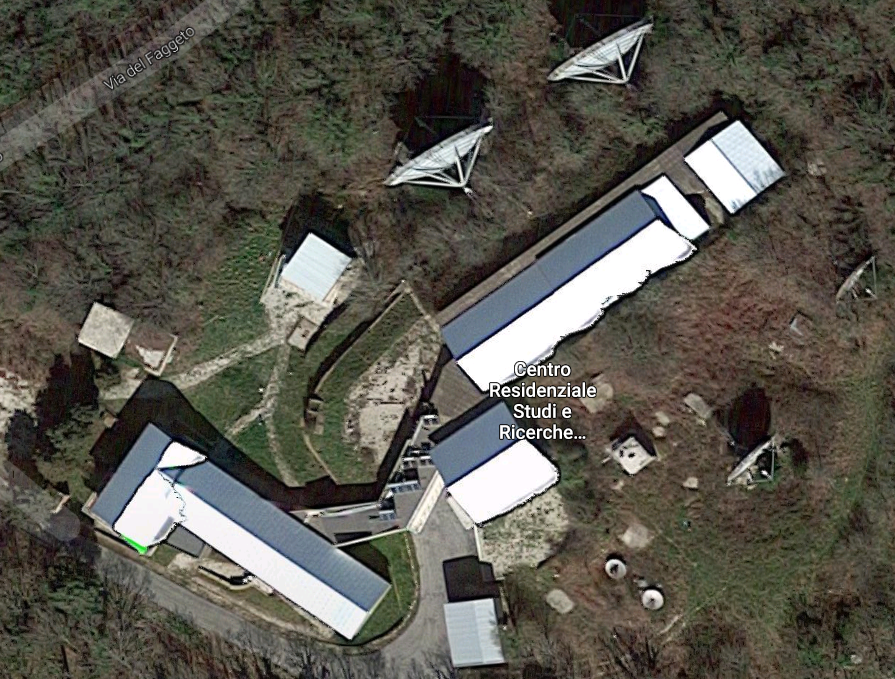 Via del Faggeto
Centro
Residenziale
Studi e
Ricerche...